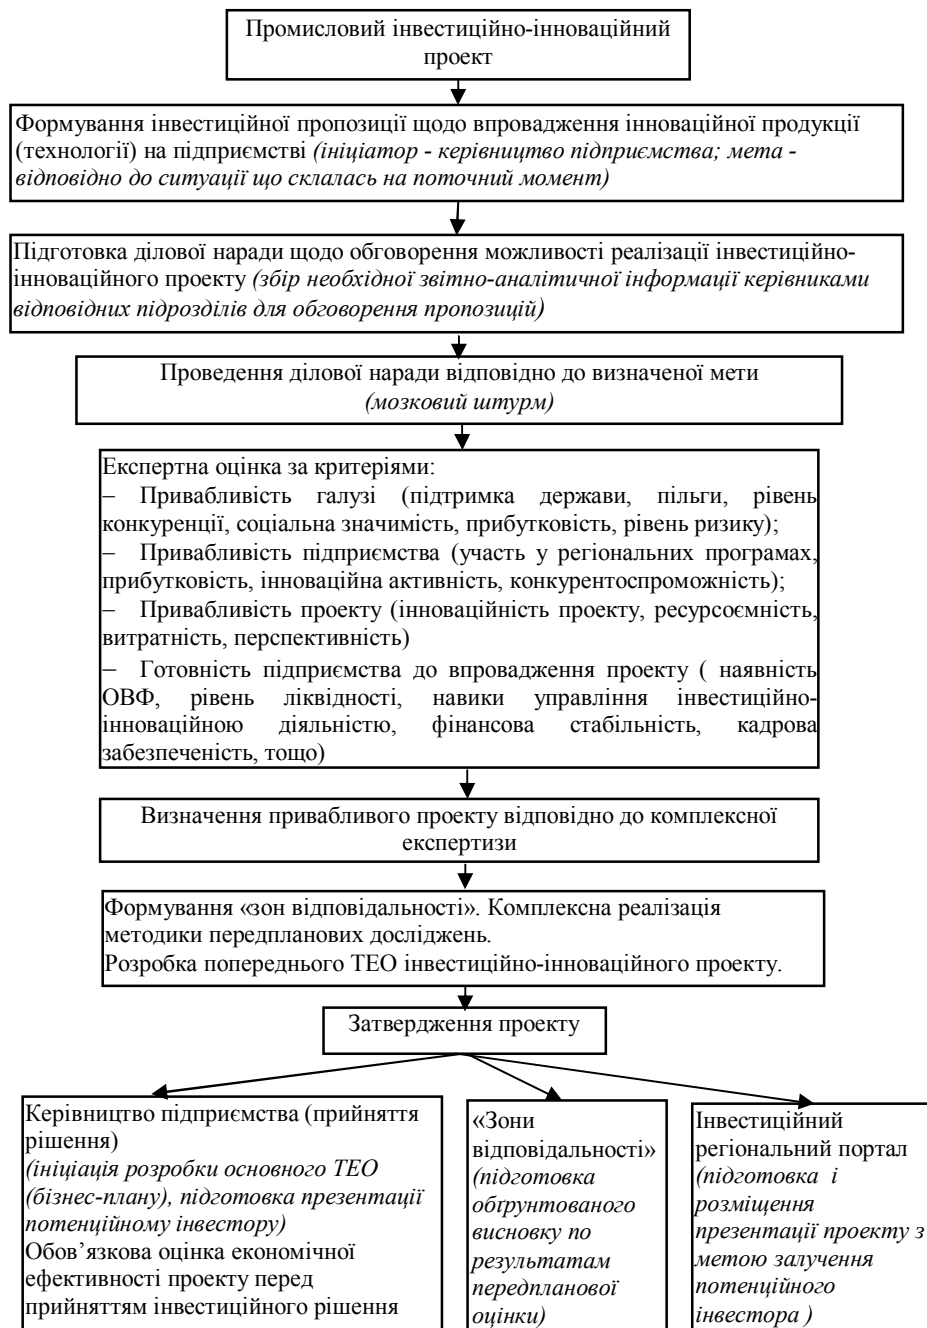 Промисловий інвестиційно-інноваційний
проект
Формування інвестиційної пропозиції щодо впровадження інноваційної продукції
(технології) на підприємстві (ініціатор - керівництво підприємства; мета -
відповідно до ситуації що склалась на поточний момент)
Підготовка ділової наради щодо обговорення можливості реалізації інвестиційно-
інноваційного проекту (збір необхідної звітно-аналітичної інформації керівниками
відповідних підрозділів для обговорення пропозицій)
Проведення ділової наради відповідно до визначеної мети
(мозковий штурм)
Експертна оцінка за критеріями:
– Привабливість галузі (підтримка держави, пільги, рівень
конкуренції, соціальна значимість, прибутковість, рівень ризику);
– Привабливість підприємства (участь у регіональних програмах,
прибутковість, інноваційна активність, конкурентоспроможність);
– Привабливість проекту (інноваційність проекту, ресурсоємність,
витратність, перспективність)
– Готовність підприємства до впровадження проекту ( наявність
ОВФ, рівень ліквідності, навики управління інвестиційно-
інноваційною діяльністю, фінансова стабільність, кадрова
забезпеченість, тощо)
Визначення привабливого проекту відповідно до комплексної
експертизи
Формування «зон відповідальності». Комплексна реалізація
методики передпланових досліджень.
Розробка попереднього ТЕО інвестиційно-інноваційного проекту.
Затвердження проекту
Керівництво підприємства (прийняття
рішення)
(ініціація розробки основного ТЕО
(бізнес-плану), підготовка презентації
потенційному інвестору)
Обов’язкова оцінка економічної
ефективності проекту перед
прийняттям інвестиційного рішення
«Зони
відповідальності»
(підготовка
обґрунтованого
висновку по
результатам
передпланової
оцінки)
Інвестиційний
регіональний портал
(підготовка і
розміщення
презентації проекту з
метою залучення
потенційного
інвестора )